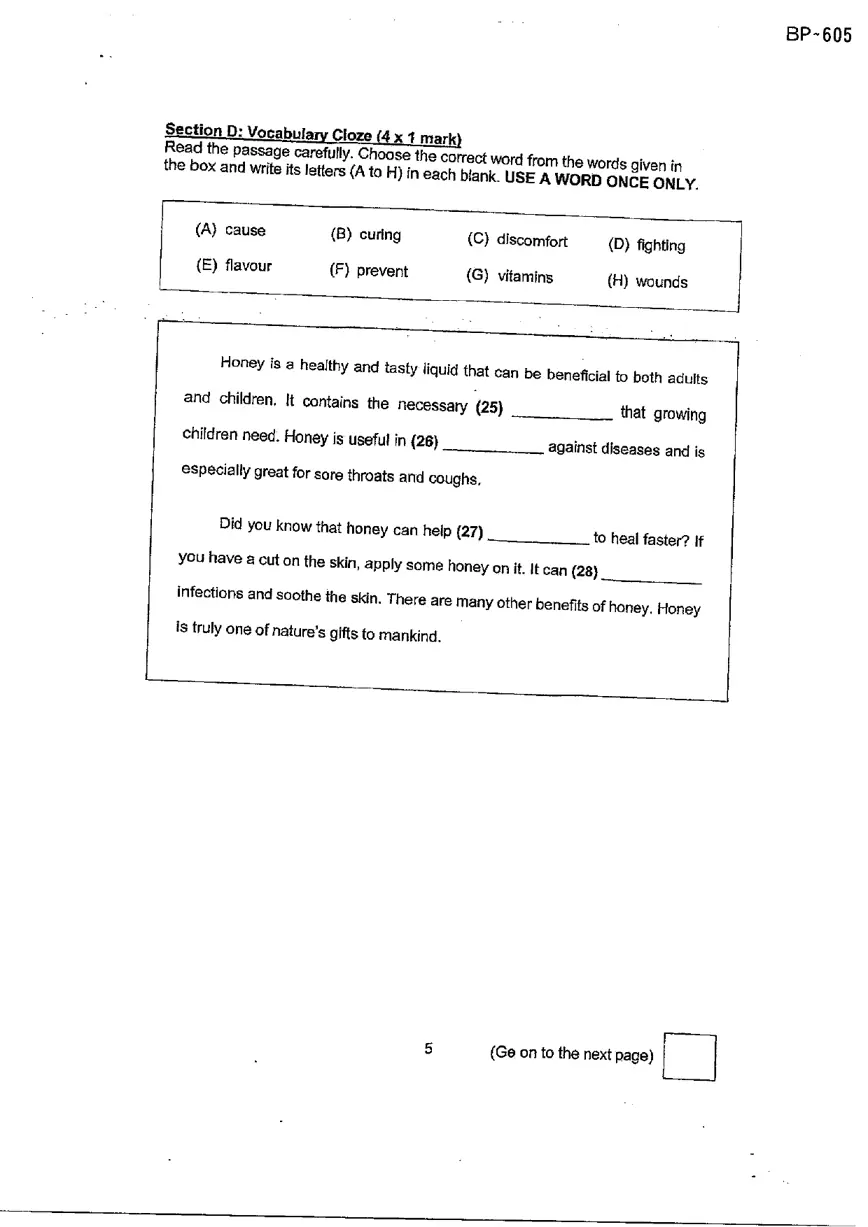 BP-605
Section D: Vocabulary Cloze (4 x 1 mark)
Read the passage carefully. Choose the correct word from the words given in
the box and write its letters (A to H) in each blank. USE A WORD ONCE ONLY.
(A) cause (B) curing (C) discomfort (D) fighting
(E) flavour (F) prevent (G) vitamins (H) wounds
Honey is a healthy and tasty liquid that can be beneficial to both adults
and children. It contains the necessary (25) ____________ that growing
children need. Honey is useful in (26) ____________ against diseases and is
especially great for sore throats and coughs.
Did you know that honey can help (27) ____________ to heal faster? If
you have a cut on the skin, apply some honey on it. It can (28) ____________
infections and soothe the skin. There are many other benefits of honey. Honey
is truly one of nature's gifts to mankind.
5 (Go on to the next page)